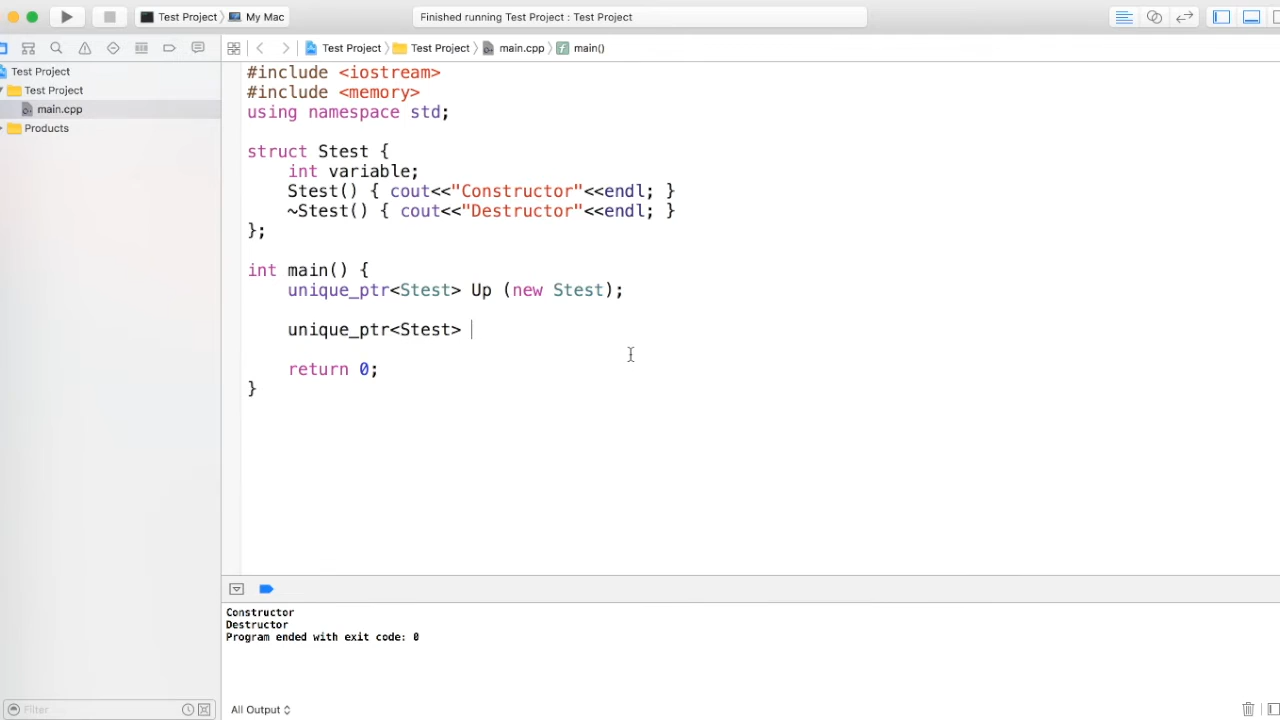 Test Project My Mac Finished running Test Project : Test Project
Test Project Test Project main.cpp main()
Test Project
Test Project
main.cpp
Products
#include <iostream>
#include <memory>
using namespace std;
struct Stest {
int variable;
Stest() { cout<<"Constructor"<<endl; }
~Stest() { cout<<"Destructor"<<endl; }
};
int main() {
unique_ptr<Stest> Up (new Stest);
unique_ptr<Stest>
return 0;
}
Constructor
Destructor
Program ended with exit code: 0
Filter All Output